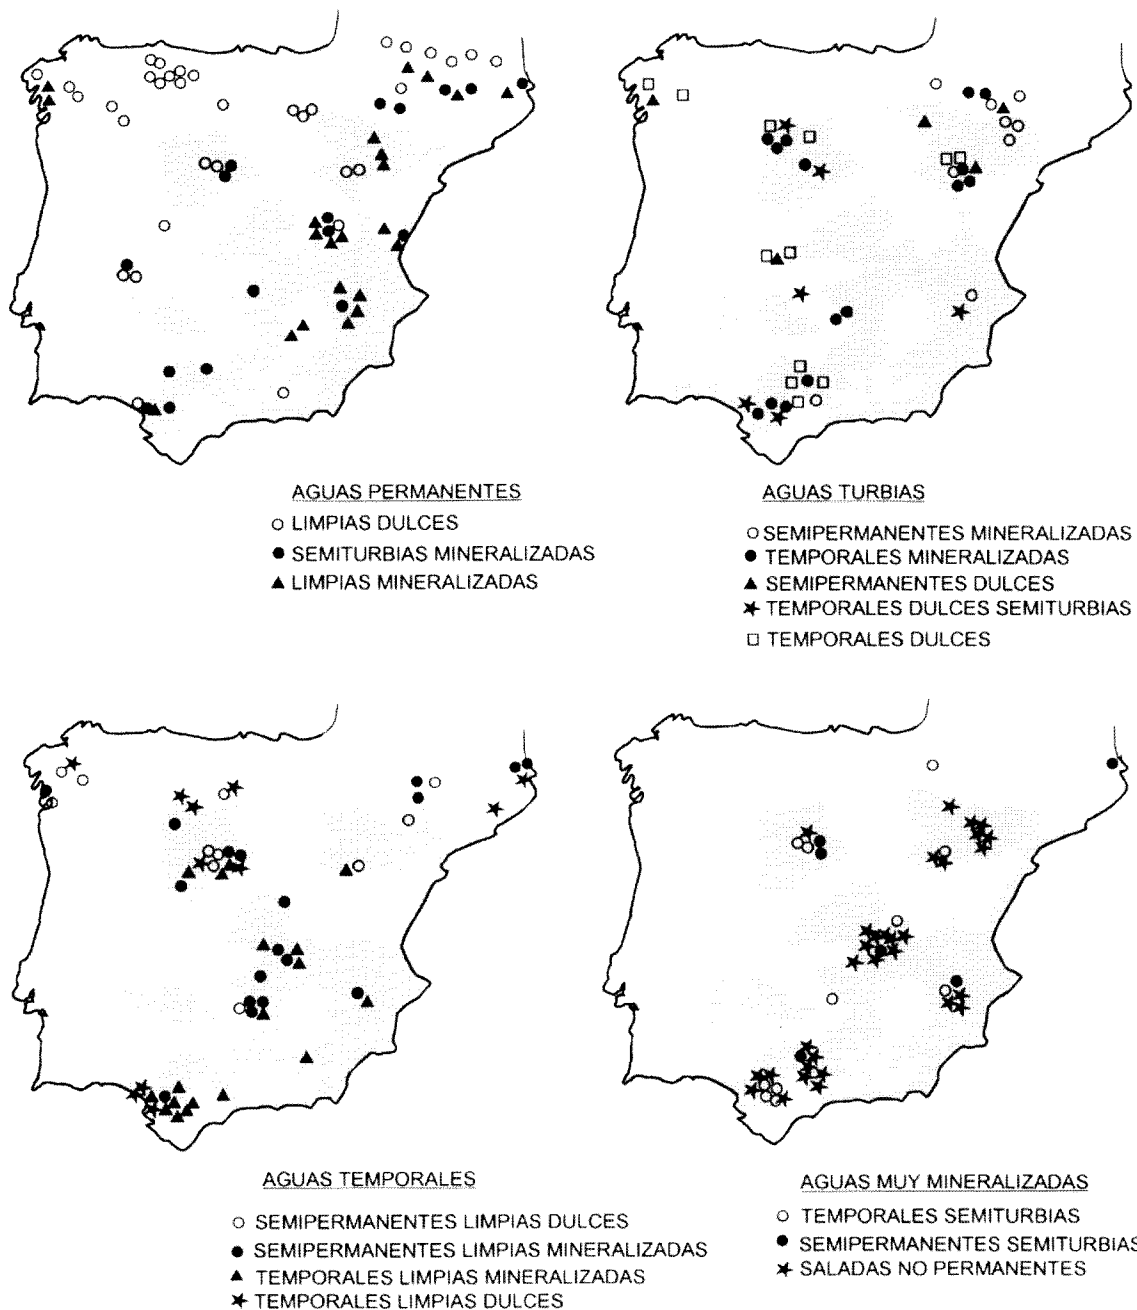 AGUAS PERMANENTES
LIMPIAS DULCES
SEMITURBIAS MINERALIZADAS
LIMPIAS MINERALIZADAS
AGUAS TURBIAS
SEMIPERMANENTES MINERALIZADAS
TEMPORALES MINERALIZADAS
SEMIPERMANENTES DULCES
TEMPORALES DULCES SEMITURBIAS
TEMPORALES DULCES
AGUAS TEMPORALES
SEMIPERMANENTES LIMPIAS DULCES
SEMIPERMANENTES LIMPIAS MINERALIZADAS
TEMPORALES LIMPIAS MINERALIZADAS
TEMPORALES LIMPIAS DULCES
AGUAS MUY MINERALIZADAS
TEMPORALES SEMITURBIAS
SEMIPERMANENTES SEMITURBIAS
SALADAS NO PERMANENTES